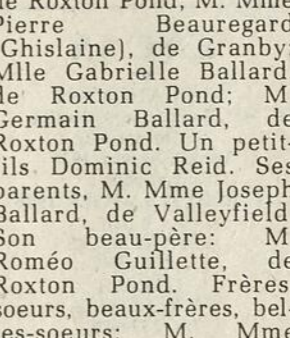 de Roxton Pond, M. Mme
Pierre Beauregard
(Ghislaine), de Granby;
Mlle Gabrielle Ballard
de Roxton Pond; M.
Germain Ballard, de
Roxton Pond. Un petit-
fils Dominic Reid. Ses
parents, M. Mme Joseph
Ballard, de Valleyfield.
Son beau-père: M.
Roméo Guillette, de
Roxton Pond. Frères,
soeurs, beaux-frères, bel-
les-soeurs: M. Mme